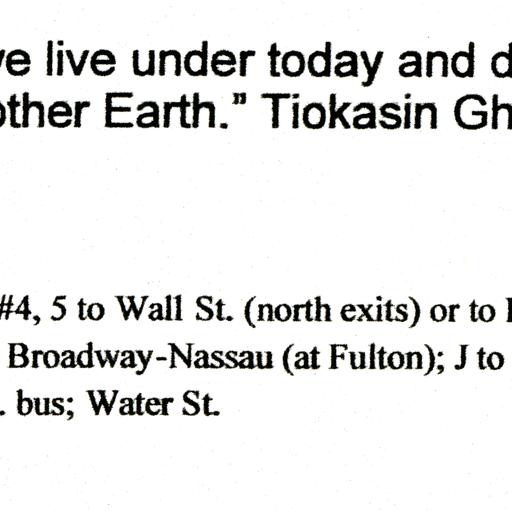 ve live under today and d
other Earth.” Tiokasin Gh
#4, 5 to Wall St. (north exits) or to
Broadway-Nassau (at Fulton); J to
. bus; Water St.